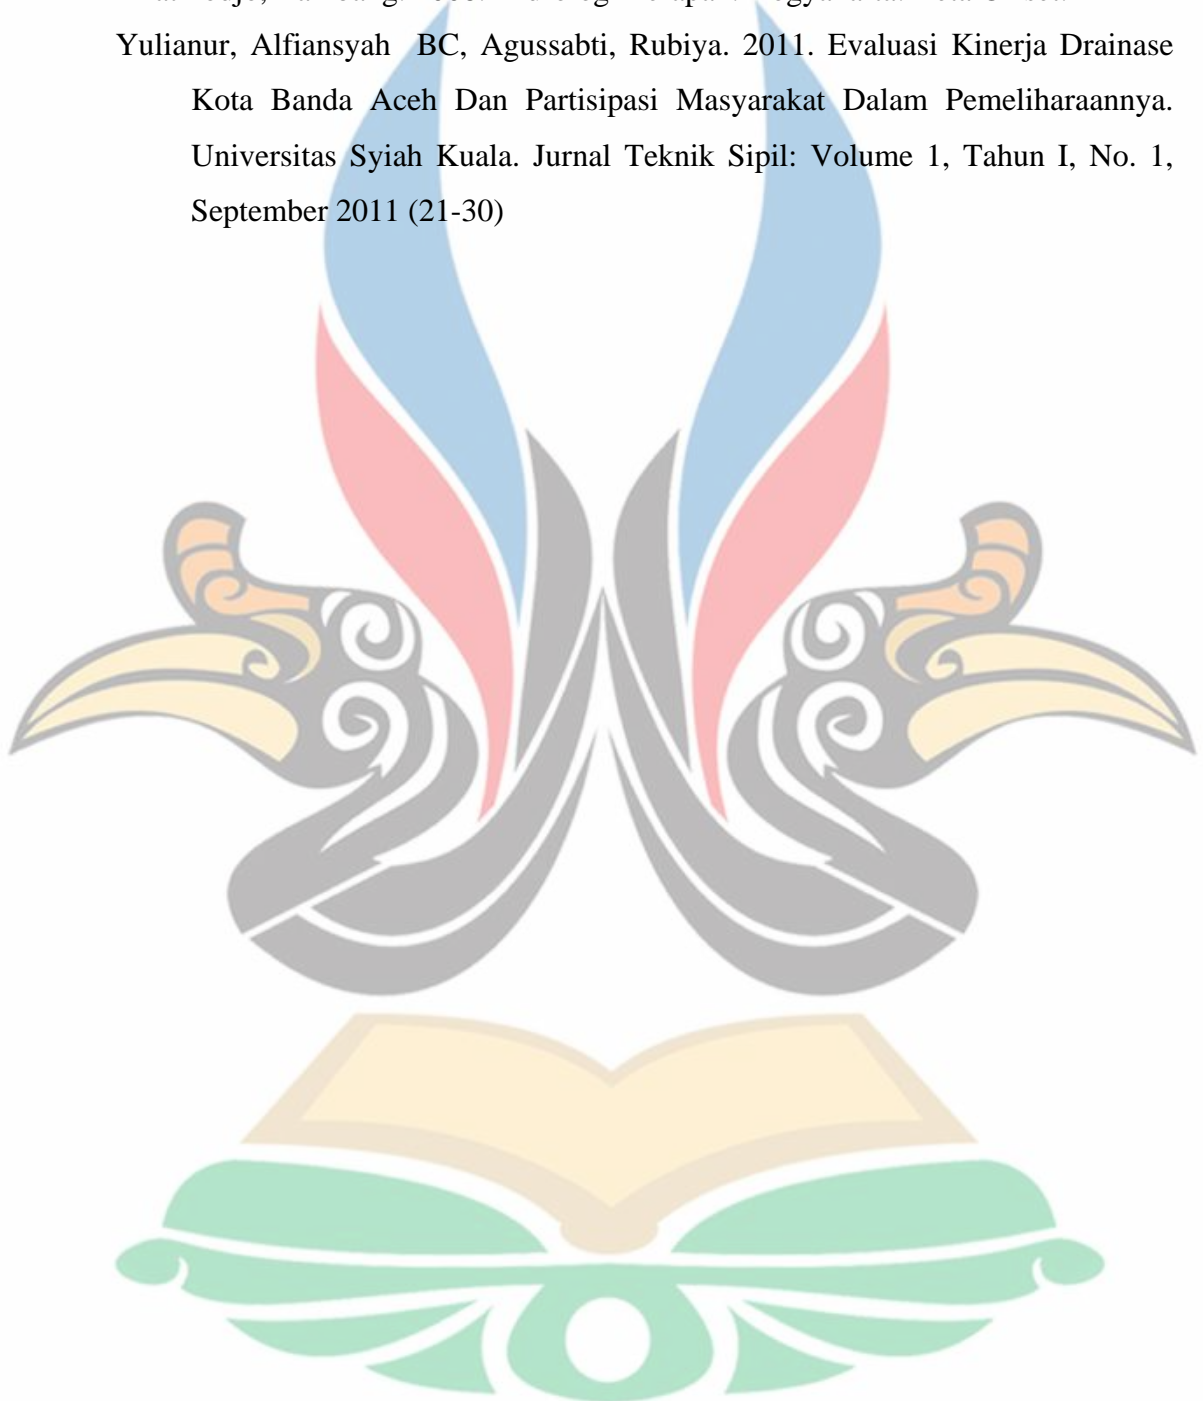 Yulianur, Alfiansyah BC, Agussabti, Rubiya. 2011. Evaluasi Kinerja Drainase
Kota Banda Aceh Dan Partisipasi Masyarakat Dalam Pemeliharaannya.
Universitas Syiah Kuala. Jurnal Teknik Sipil: Volume 1, Tahun I, No. 1,
September 2011 (21-30)